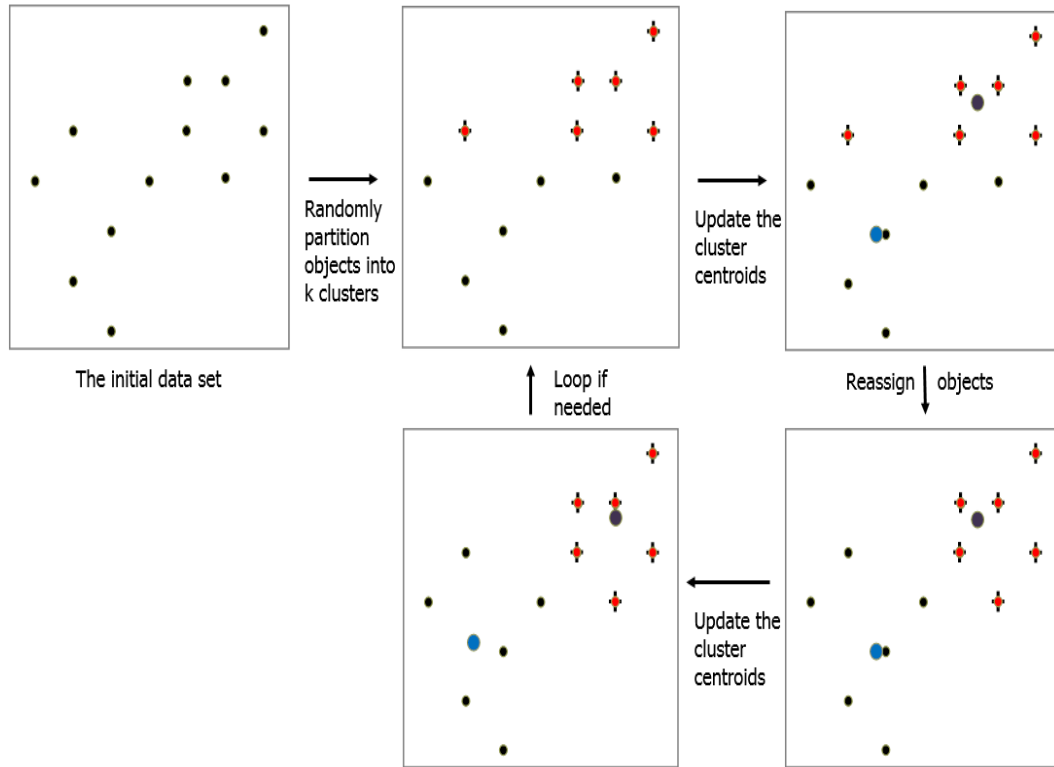 Randomly
partition
objects into
k clusters
Update the
cluster
centroids
The initial data set
Loop if
needed
Reassign objects
Update the
cluster
centroids